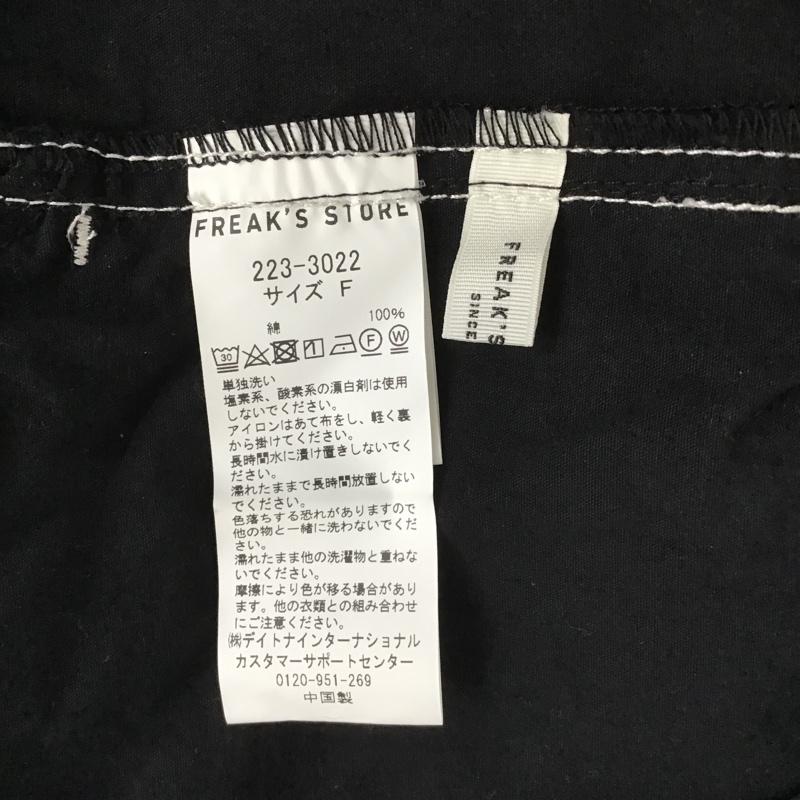 FREAK'S STORE
223-3022
サイズ F
綿 100%
30 1 F W
単独洗い
塩素系、酸素系の漂白剤は使用
しないでください。
アイロンはあて布をし、軽く裏
から掛けてください。
長時間水に漬け置きしないでく
ださい。
濡れたままで長時間放置しない
でください。
色落ちする恐れがありますので
他の物と一緒に洗わないでくだ
さい。
濡れたまま他の洗濯物と重ねな
いでください。
摩擦により色が移る場合があり
ます。他の衣類との組み合わせ
にご注意ください。
㈱デイトナインターナショナル
カスタマーサポートセンター
0120-951-269
中国製
FREAK'S
SINCE